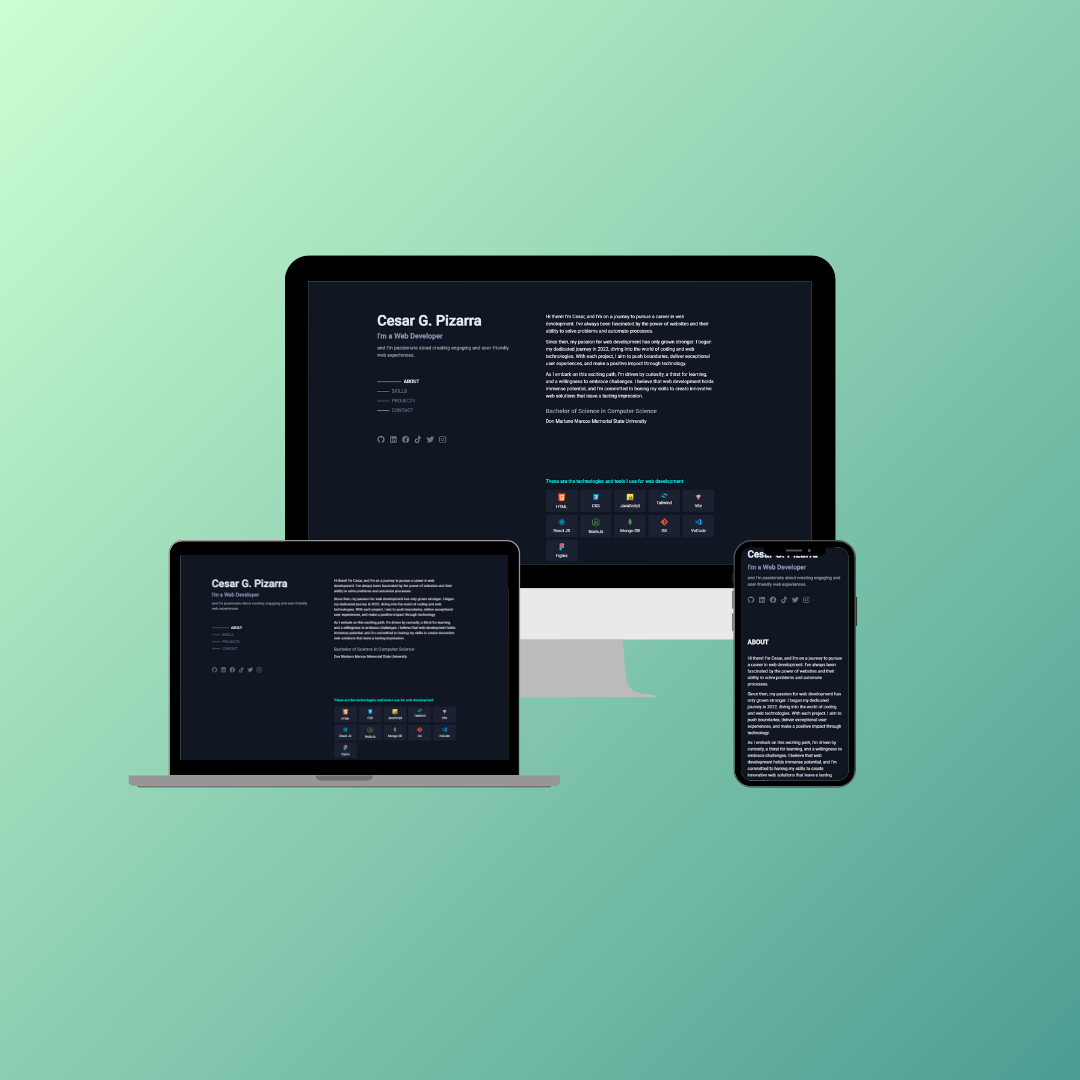 Cesar G. Pizarra
I'm a Web Developer
and I'm passionate about creating engaging and user-friendly
web experiences.
ABOUT
SKILLS
PROJECTS
CONTACT
Hi there! I'm Cesar, and I'm on a journey to pursue a career in web
development. I've always been fascinated by the power of websites and their
ability to solve problems and automate processes.
Since then, my passion for web development has only grown stronger. I began
my dedicated journey in 2022, diving into the world of coding and web
technologies. With each project, I aim to push boundaries, deliver exceptional
user experiences, and make a positive impact through technology.
As I embark on this exciting path, I'm driven by curiosity, a thirst for learning,
and a willingness to embrace challenges. I believe that web development holds
immense potential, and I'm committed to honing my skills to create innovative
web solutions that leave a lasting impression.
Bachelor of Science in Computer Science
Don Mariano Marcos Memorial State University
These are the technologies and tools I use for web development
HTML CSS JavaScript Tailwind Vite
React JS NodeJs Mongo DB Git VsCode
Figma
Cesar G. Pizarra
I'm a Web Developer
and I'm passionate about creating engaging and user-friendly
web experiences.
ABOUT
SKILLS
PROJECTS
CONTACT
Hi there! I'm Cesar, and I'm on a journey to pursue a career in web
development. I've always been fascinated by the power of websites and their
ability to solve problems and automate processes.
Since then, my passion for web development has only grown stronger. I began
my dedicated journey in 2022, diving into the world of coding and web
technologies. With each project, I aim to push boundaries, deliver exceptional
user experiences, and make a positive impact through technology.
As I embark on this exciting path, I'm driven by curiosity, a thirst for learning,
and a willingness to embrace challenges. I believe that web development holds
immense potential, and I'm committed to honing my skills to create innovative
web solutions that leave a lasting impression.
Bachelor of Science in Computer Science
Don Mariano Marcos Memorial State University
These are the technologies and tools I use for web development
HTML CSS JavaScript Tailwind Vite
React JS NodeJs Mongo DB Git VsCode
Figma
Cesar G. Pizarra
I'm a Web Developer
and I'm passionate about creating engaging and
user-friendly web experiences.
ABOUT
Hi there! I'm Cesar, and I'm on a journey to pursue
a career in web development. I've always been
fascinated by the power of websites and their
ability to solve problems and automate
processes.
Since then, my passion for web development has
only grown stronger. I began my dedicated
journey in 2022, diving into the world of coding
and web technologies. With each project, I aim to
push boundaries, deliver exceptional user
experiences, and make a positive impact through
technology.
As I embark on this exciting path, I'm driven by
curiosity, a thirst for learning, and a willingness to
embrace challenges. I believe that web
development holds immense potential, and I'm
committed to honing my skills to create
innovative web solutions that leave a lasting